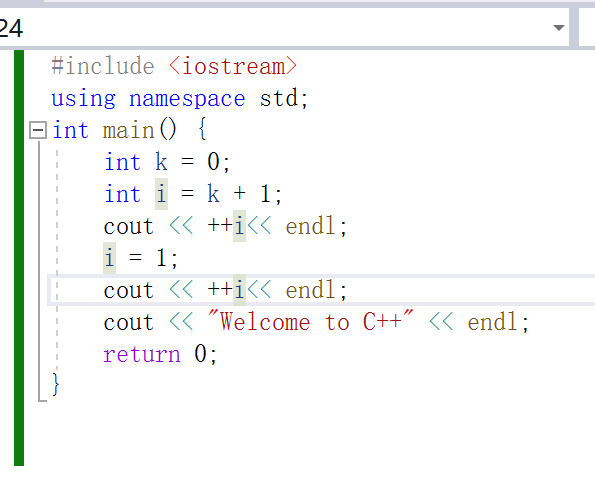 24
#include <iostream>
using namespace std;
int main() {
    int k = 0;
    int i = k + 1;
    cout << ++i<< endl;
    i = 1;
    cout << ++i<< endl;
    cout << "Welcome to C++" << endl;
    return 0;
}